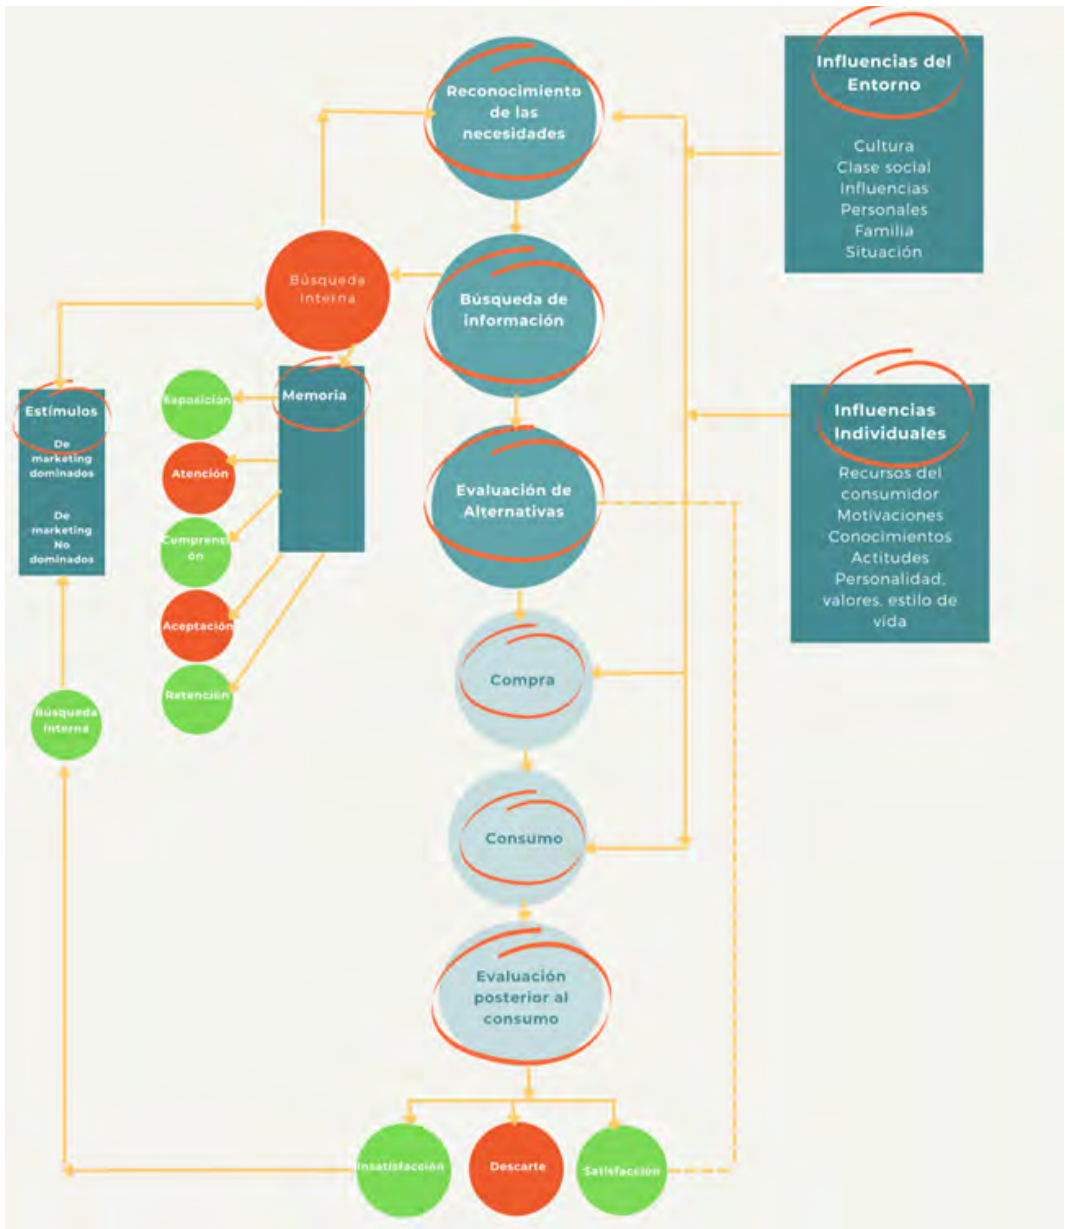 Reconocimiento
de las
necesidades
Influencias del
Entorno
Cultura
Clase social
Influencias
Personales
Familia
Situación
Búsqueda
Interna
Búsqueda de
información
Estímulos
De
marketing
dominados
De
marketing
No
dominados
Memoria
Exposición
Atención
Comprensi
ón
Aceptación
Retención
Evaluación de
Alternativas
Influencias
Individuales
Recursos del
consumidor
Motivaciones
Conocimientos
Actitudes
Personalidad,
valores, estilo de
vida
Compra
Búsqueda
Interna
Consumo
Evaluación
posterior al
consumo
Insatisfacción
Descarte
Satisfacción